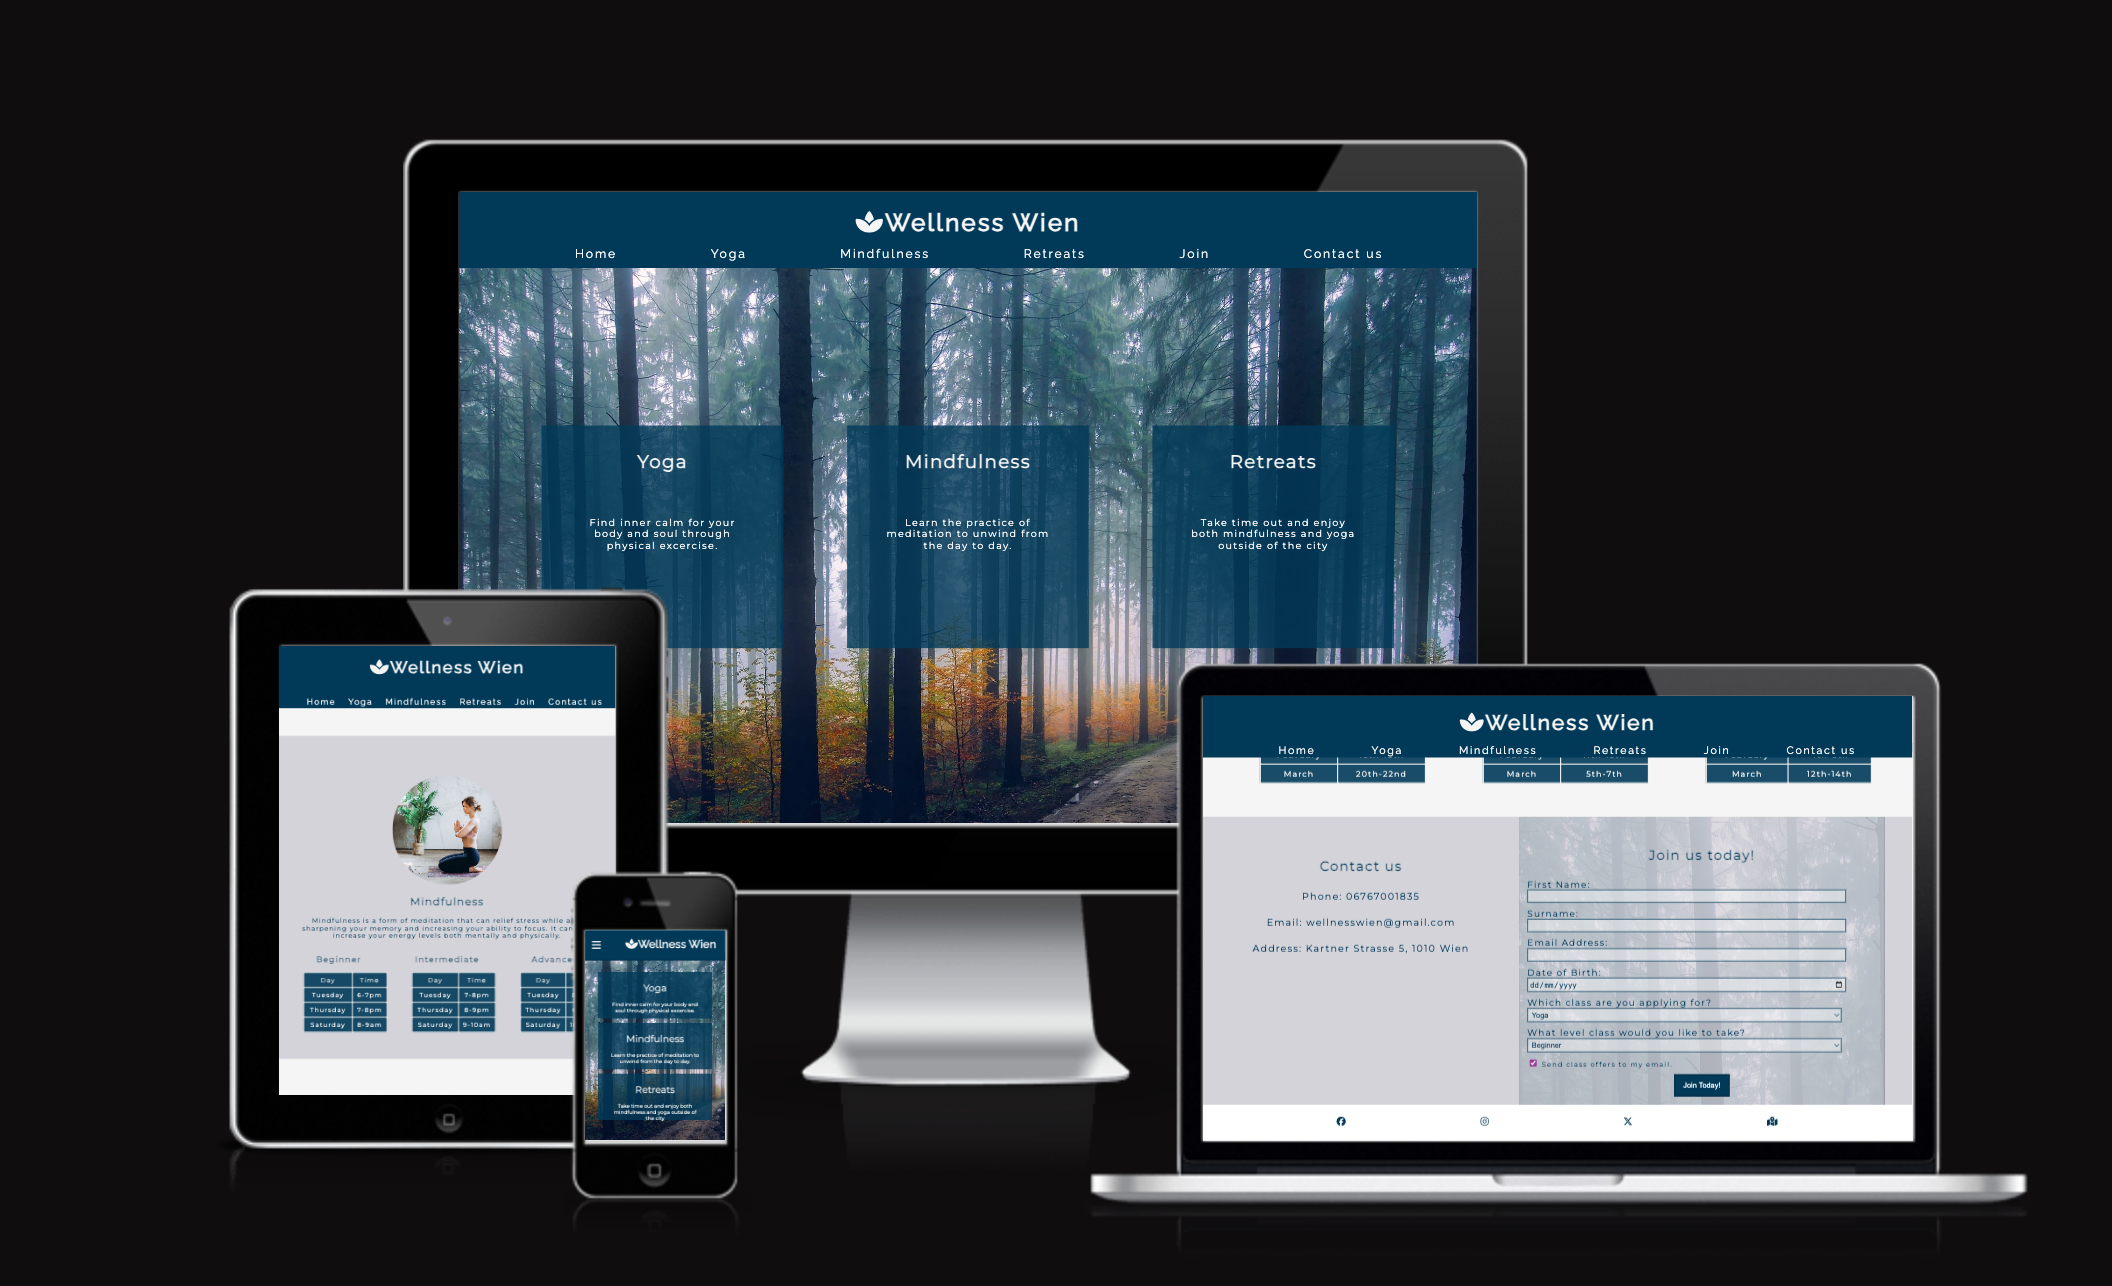 Wellness Wien
Home Yoga Mindfulness Retreats Join Contact us
Yoga
Find inner calm for your
body and soul through
physical excercise.
Mindfulness
Learn the practice of
meditation to unwind from
the day to day.
Retreats
Take time out and enjoy
both mindfulness and yoga
outside of the city
Wellness Wien
Home Yoga Mindfulness Retreats Join Contact us
Mindfulness
Mindfulness is a form of meditation that can relief stress while
sharpening your memory and increasing your ability to focus. It can
increase your energy levels both mentally and physically.
Beginner
Day Time
Tuesday 6-7pm
Thursday 7-8pm
Saturday 8-9am
Intermediate
Day Time
Tuesday 7-8pm
Thursday 8-9pm
Saturday 9-10am
Advance
Day
Tuesday
Thursday
Saturday
Wellness Wien
Yoga
Find inner calm for your body and
soul through physical excercise.
Mindfulness
Learn the practice of meditation to
unwind from the day to day.
Retreats
Take time out and enjoy both
mindfulness and yoga outside of
the city
Wellness Wien
Home Yoga Mindfulness Retreats Join Contact us
March 20th-22nd
March 5th-7th
March 12th-14th
Contact us
Phone: 06767001835
Email: wellnesswien@gmail.com
Address: Kartner Strasse 5, 1010 Wien
Join us today!
First Name:
Surname:
Email Address:
Date of Birth:
dd/mm/yyyy
Which class are you applying for?
Yoga
What level class would you like to take?
Beginner
Send class offers to my email.
Join Today!